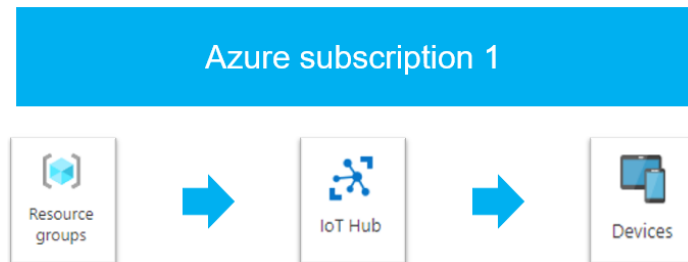 Azure subscription 1
Resource
groups
IoT Hub
Devices